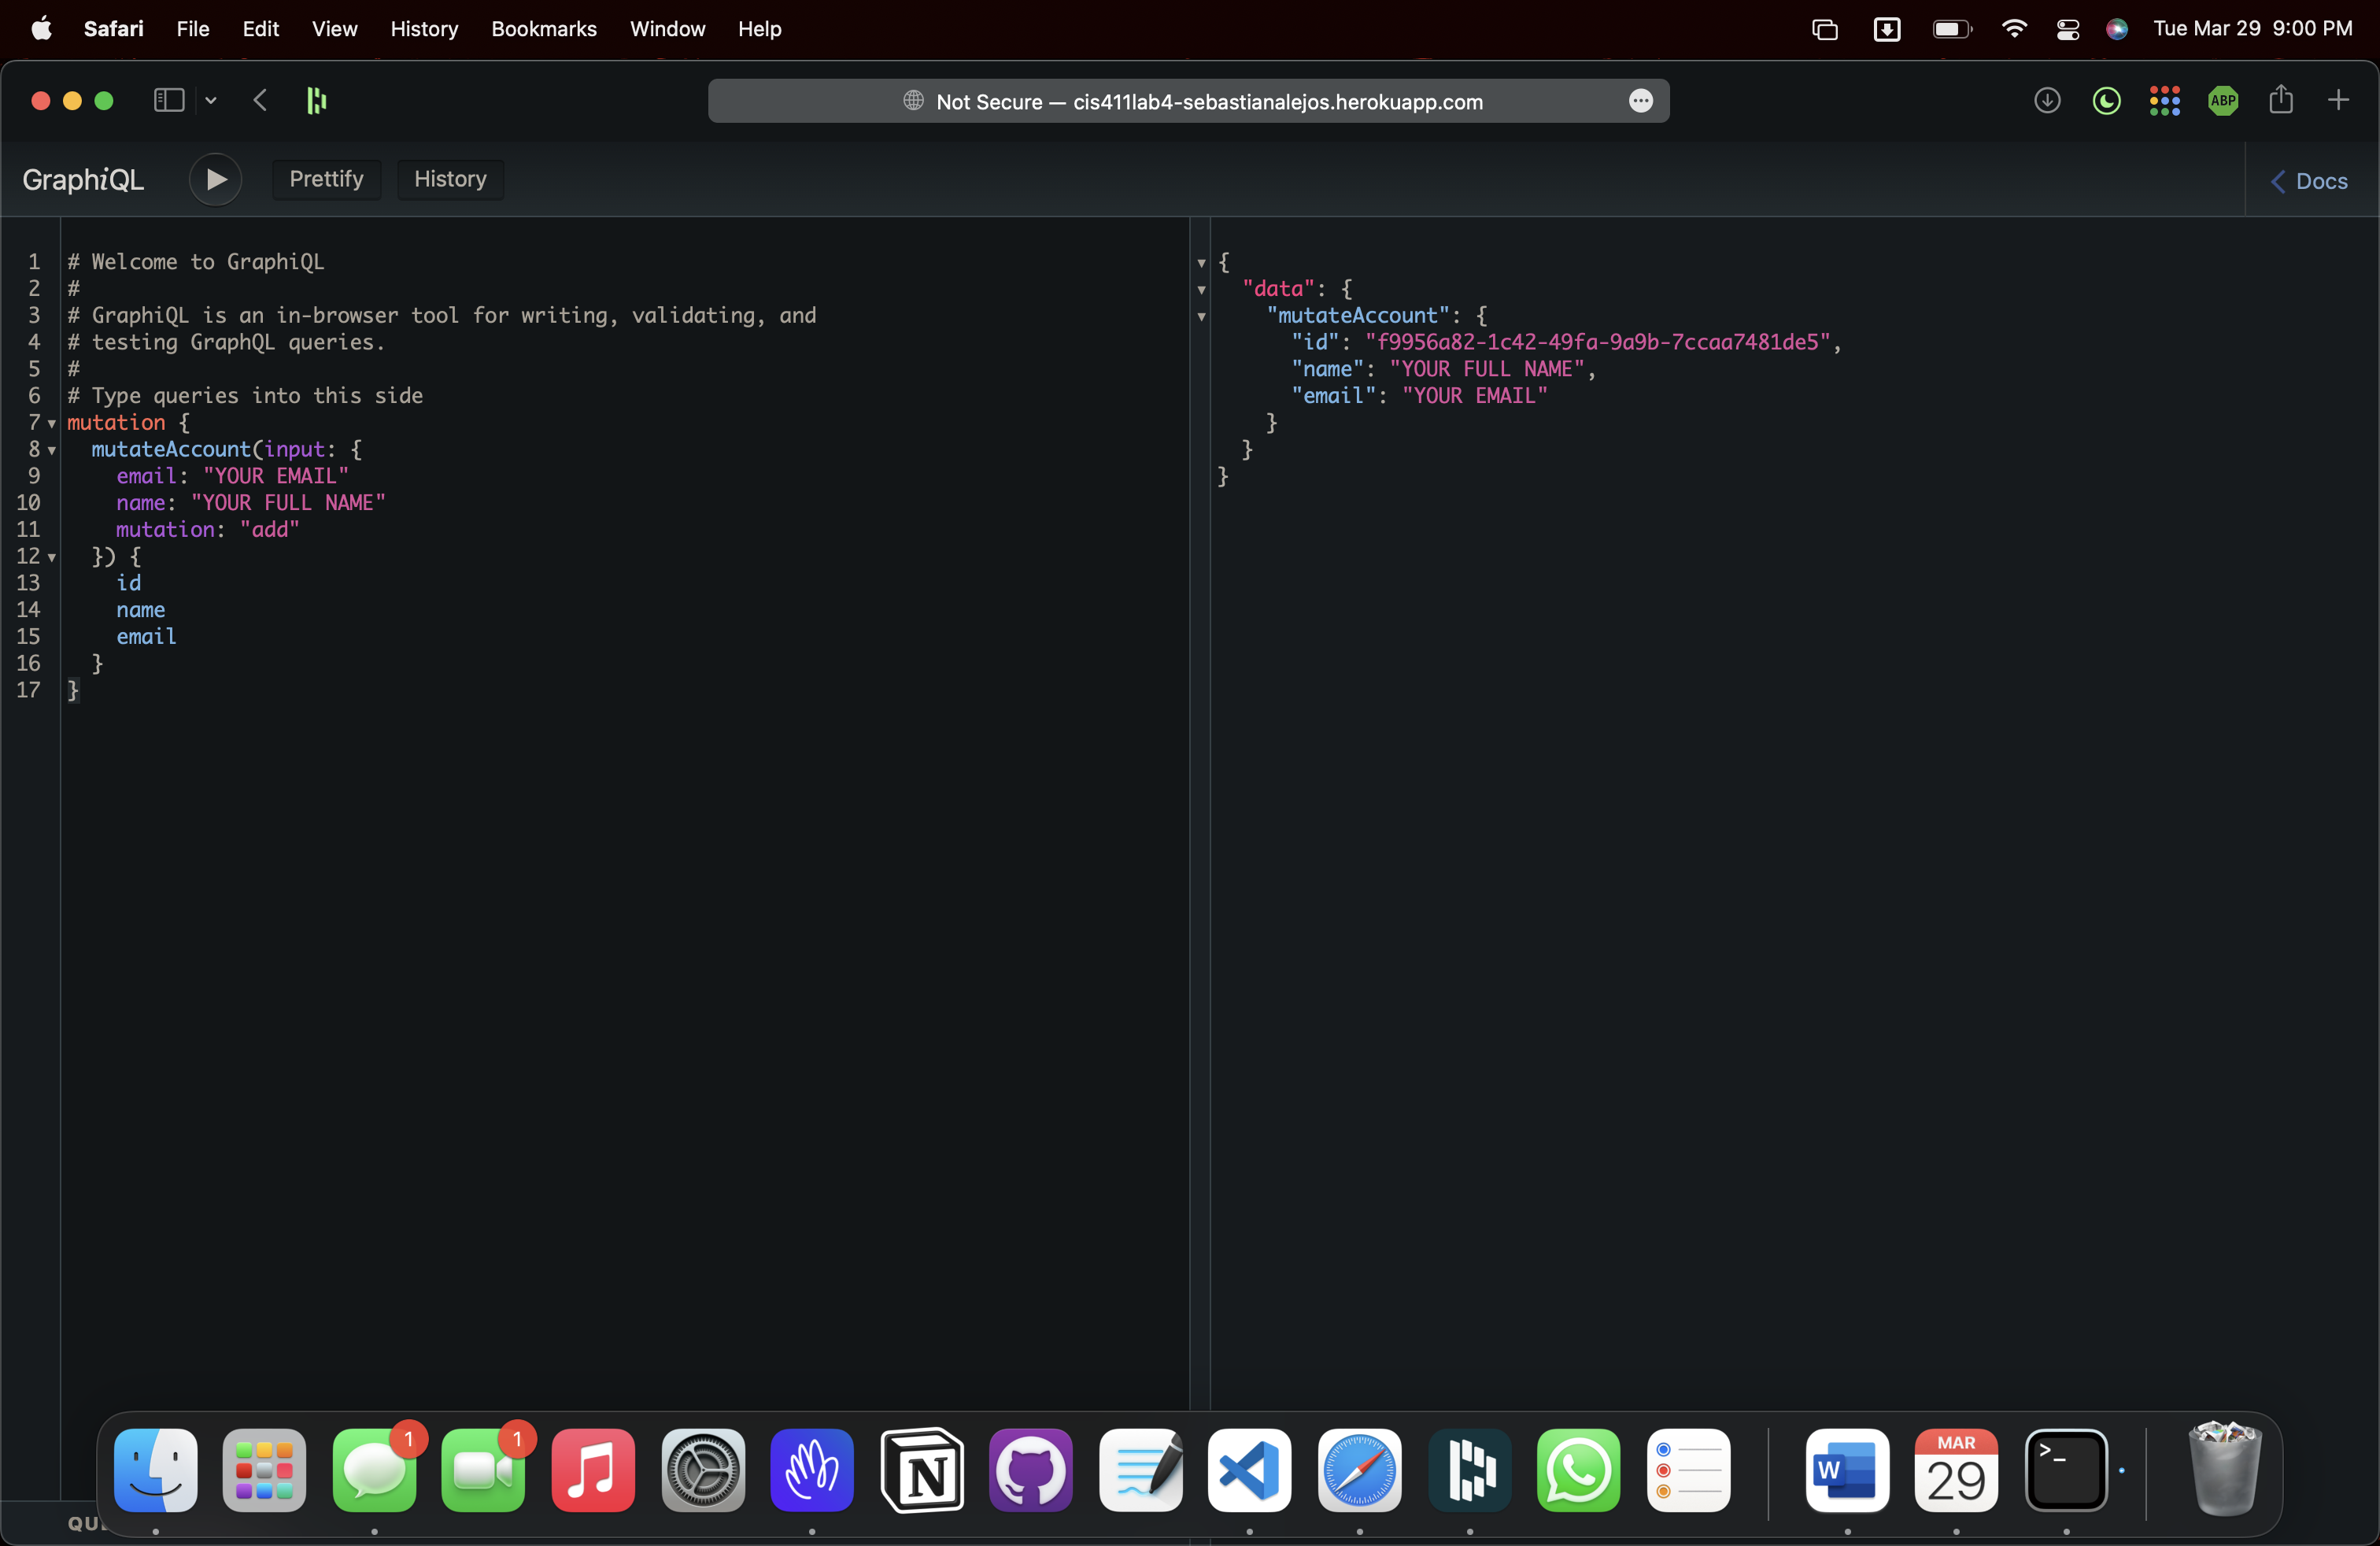 Safari File Edit View History Bookmarks Window Help Tue Mar 29 9:00 PM
Not Secure — cis411lab4-sebastianalejos.herokuapp.com ABP
GraphiQL Prettify History Docs
1 # Welcome to GraphiQL
2 #
3 # GraphiQL is an in-browser tool for writing, validating, and
4 # testing GraphQL queries.
5 #
6 # Type queries into this side
7 mutation {
8 mutateAccount(input: {
9 email: "YOUR EMAIL"
10 name: "YOUR FULL NAME"
11 mutation: "add"
12 }) {
13 id
14 name
15 email
16 }
17 }
{
"data": {
"mutateAccount": {
"id": "f9956a82-1c42-49fa-9a9b-7ccaa7481de5",
"name": "YOUR FULL NAME",
"email": "YOUR EMAIL"
}
}
}
1 1 N W MAR 29 >_